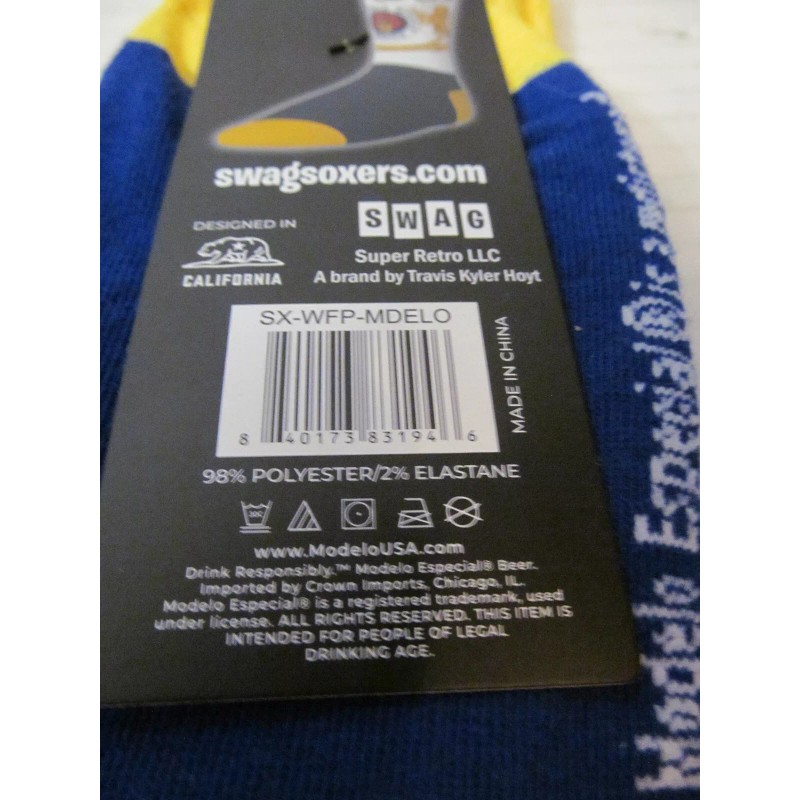 swagsoxers.com
DESIGNED IN
CALIFORNIA
SWAG
Super Retro LLC
A brand by Travis Kyler Hoyt
SX-WFP-MDELO
8 40173 83194 6
MADE IN CHINA
98% POLYESTER/2% ELASTANE
www.ModeloUSA.com
Drink Responsibly.™ Modelo Especial® Beer.
Imported by Crown Imports, Chicago, IL.
Modelo Especial® is a registered trademark, used
under license. ALL RIGHTS RESERVED. THIS ITEM IS
INTENDED FOR PEOPLE OF LEGAL
DRINKING AGE.
Modelo Especial® is a